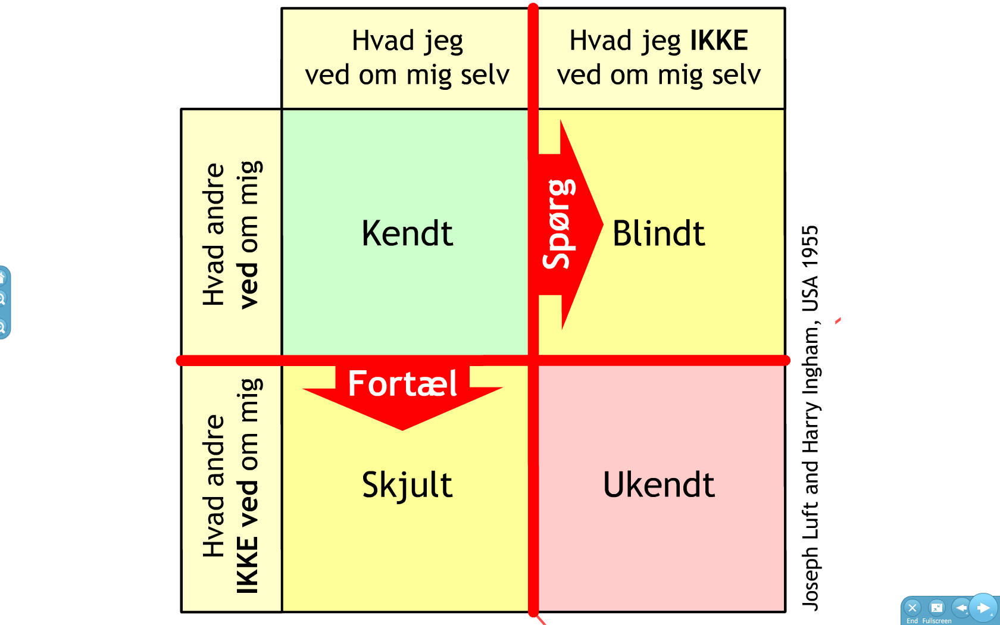 Hvad jeg
ved om mig selv
Hvad jeg IKKE
ved om mig selv
Hvad andre
ved om mig
Kendt
Spørg
Blindt
Hvad andre
IKKE ved om mig
Fortæl
Skjult
Ukendt
Joseph Luft and Harry Ingham, USA 1955
End
Fullscreen